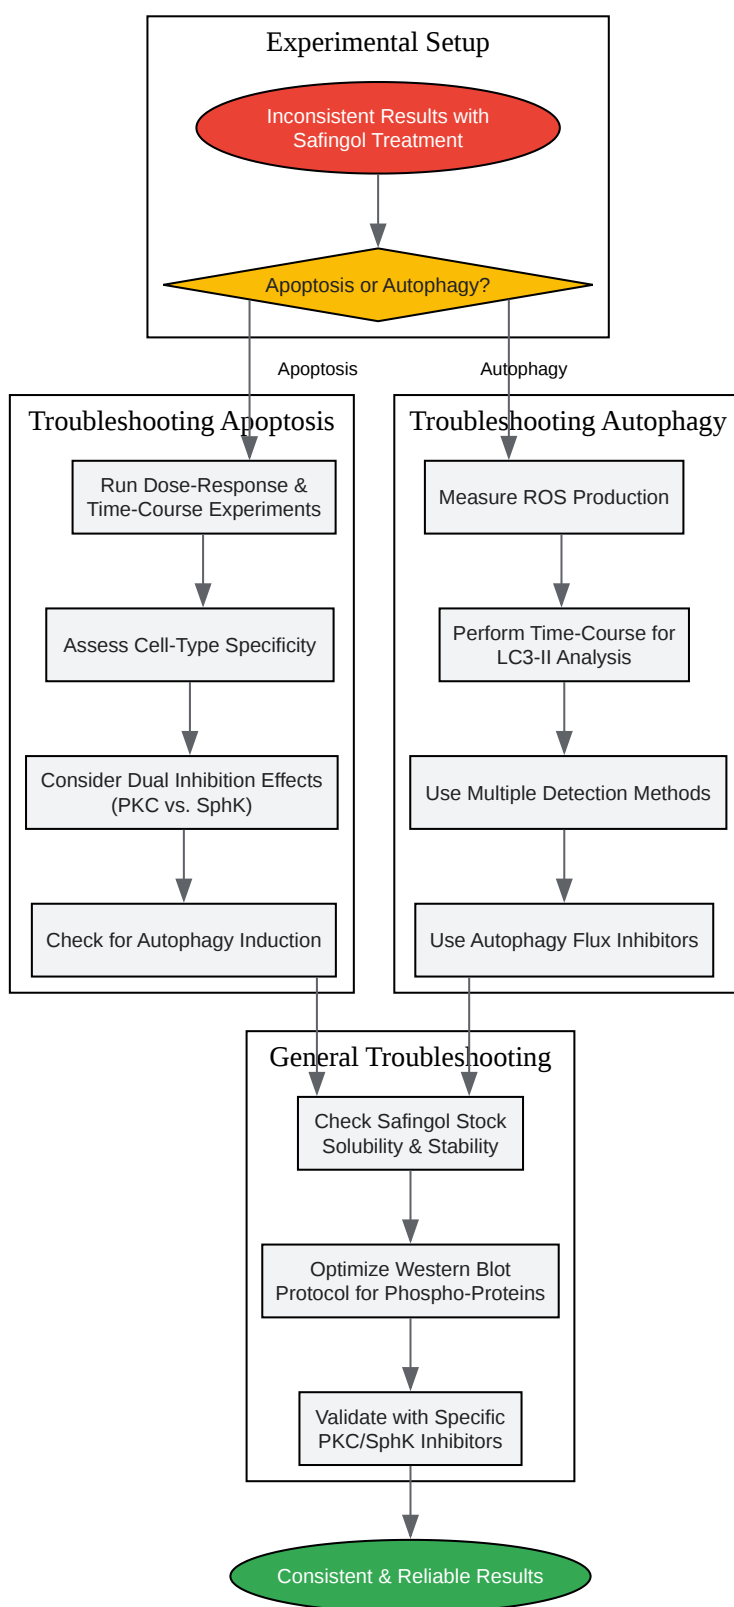 Experimental Setup
Inconsistent Results with
Safingol Treatment
Apoptosis or Autophagy?
Apoptosis
Autophagy
Troubleshooting Apoptosis
Run Dose-Response &
Time-Course Experiments
Assess Cell-Type Specificity
Consider Dual Inhibition Effects
(PKC vs. SphK)
Check for Autophagy Induction
Troubleshooting Autophagy
Measure ROS Production
Perform Time-Course for
LC3-II Analysis
Use Multiple Detection Methods
Use Autophagy Flux Inhibitors
General Troubleshooting
Check Safingol Stock
Solubility & Stability
Optimize Western Blot
Protocol for Phospho-Proteins
Validate with Specific
PKC/SphK Inhibitors
Consistent & Reliable Results